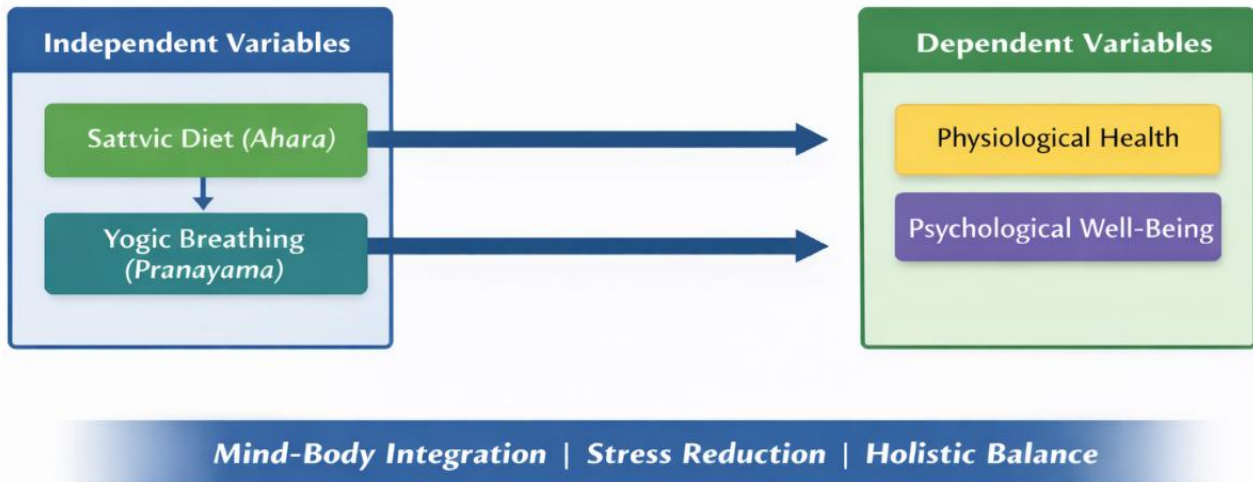 Independent Variables
Sattvic Diet (Ahara)
Yogic Breathing
(Pranayama)
Dependent Variables
Physiological Health
Psychological Well-Being
Mind-Body Integration | Stress Reduction | Holistic Balance